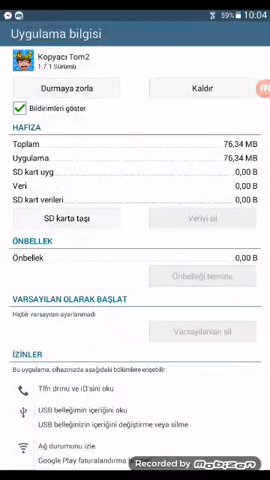 59% 10:04
Uygulama bilgisi
Kopyacı Tom2
1.7.1 Sürümü
Durmaya zorla
Kaldır
Bildirimleri göster
HAFIZA
Toplam 76,34 MB
Uygulama 76,34 MB
SD kart uyg 0,00 B
Veri 0,00 B
SD kart verileri 0,00 B
SD karta taşı
Veriyi sil
ÖNBELLEK
Önbellek 0,00 B
Önbelleği temizle
VARSAYILAN OLARAK BAŞLAT
Hiçbir varsayılan ayarlanmadı.
Varsayılanları sil
İZİNLER
Bu uygulama, cihazınızda aşağıdaki bölümlere erişebilir:
Tlfn drmu ve ID'sini oku
USB belleğimin içeriğini oku
USB belleğinizin içeriğini değiştirme veya silme
Ağ durumunu izle
Google Play faturalandırma
Recorded by MOBIZEN